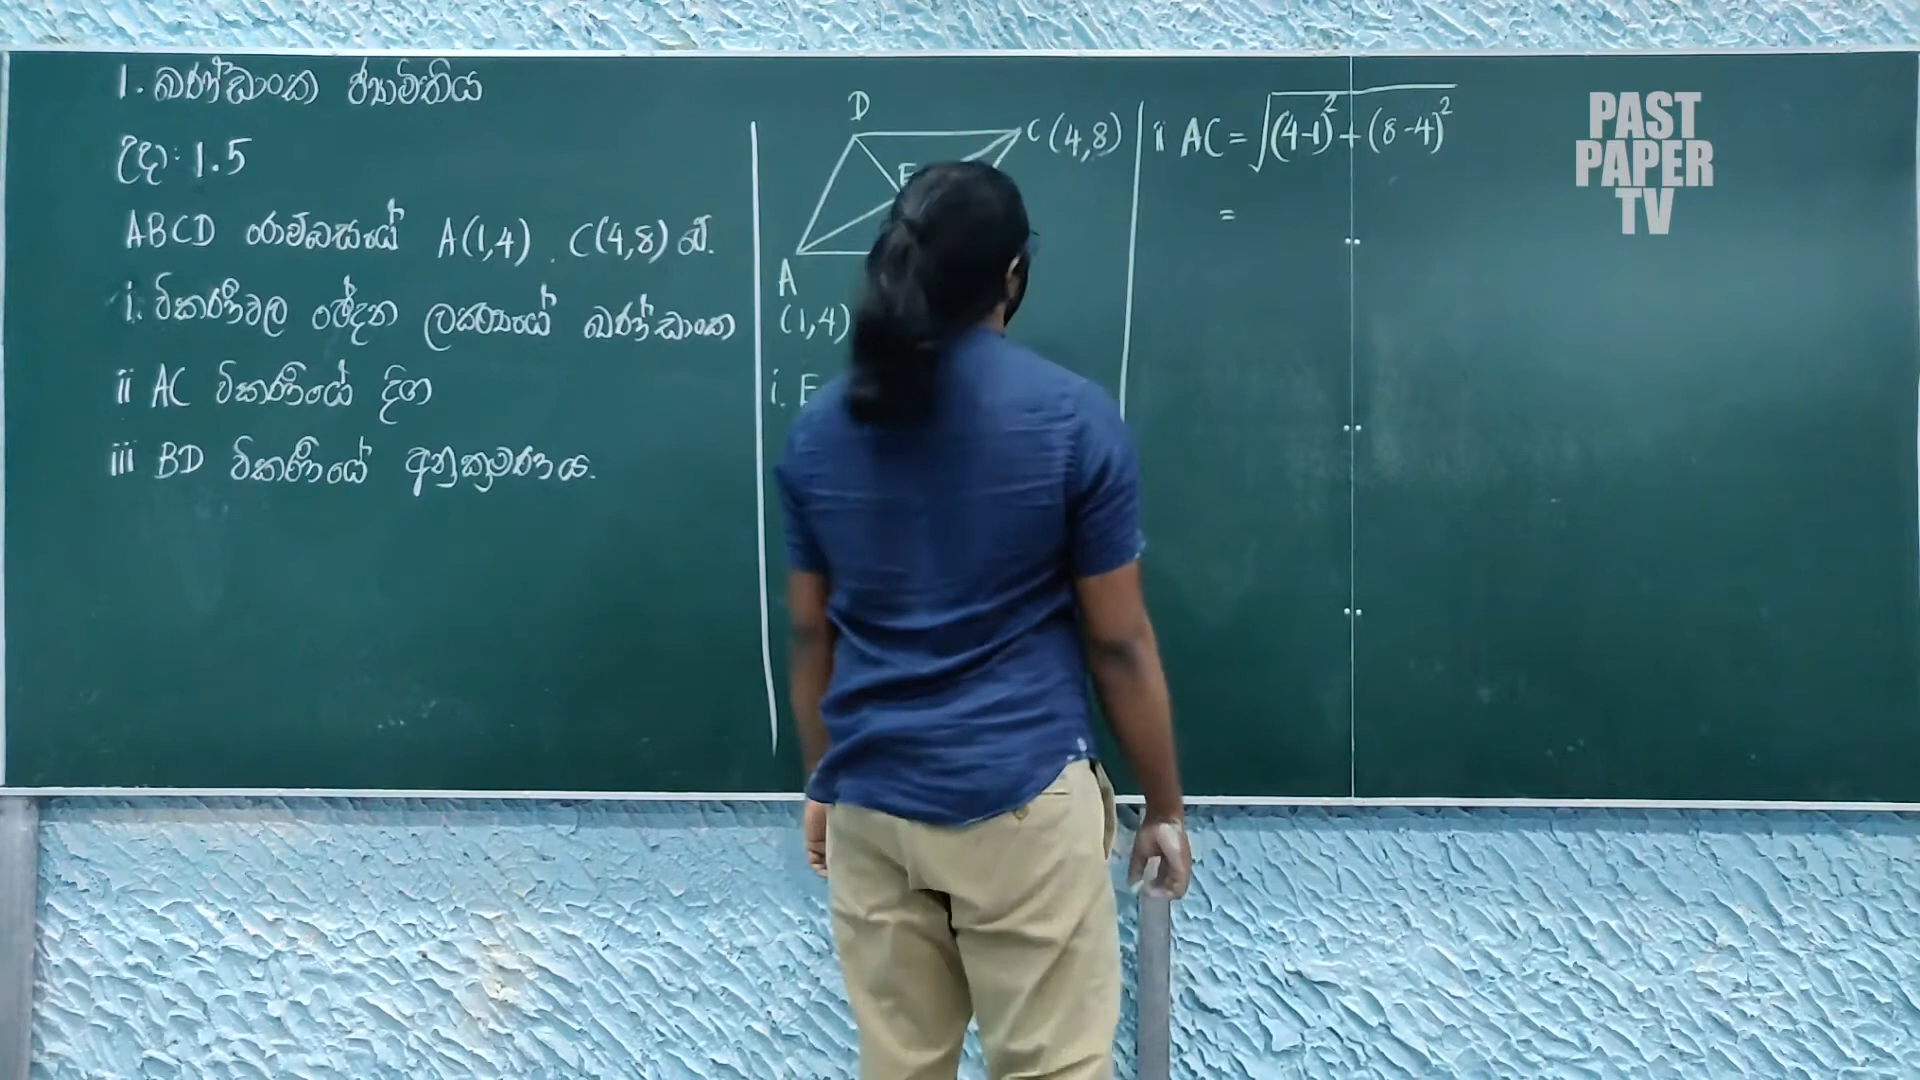 1. ඛණ්ඩාංක ජ්‍යාමිතිය
උදා: 1.5
ABCD රොම්බසයේ A(1,4) . C(4,8) වේ.
i. විකර්ණවල ඡේදන ලක්ෂ්‍යයේ ඛණ්ඩාංක
ii AC විකර්ණයේ දිග
iii BD විකර්ණයේ අනුක්‍රමණය.
D
C (4,8)
E
A
(1,4)
i. E
ii AC = √(4-1)² + (8-4)²
=
PAST
PAPER
TV